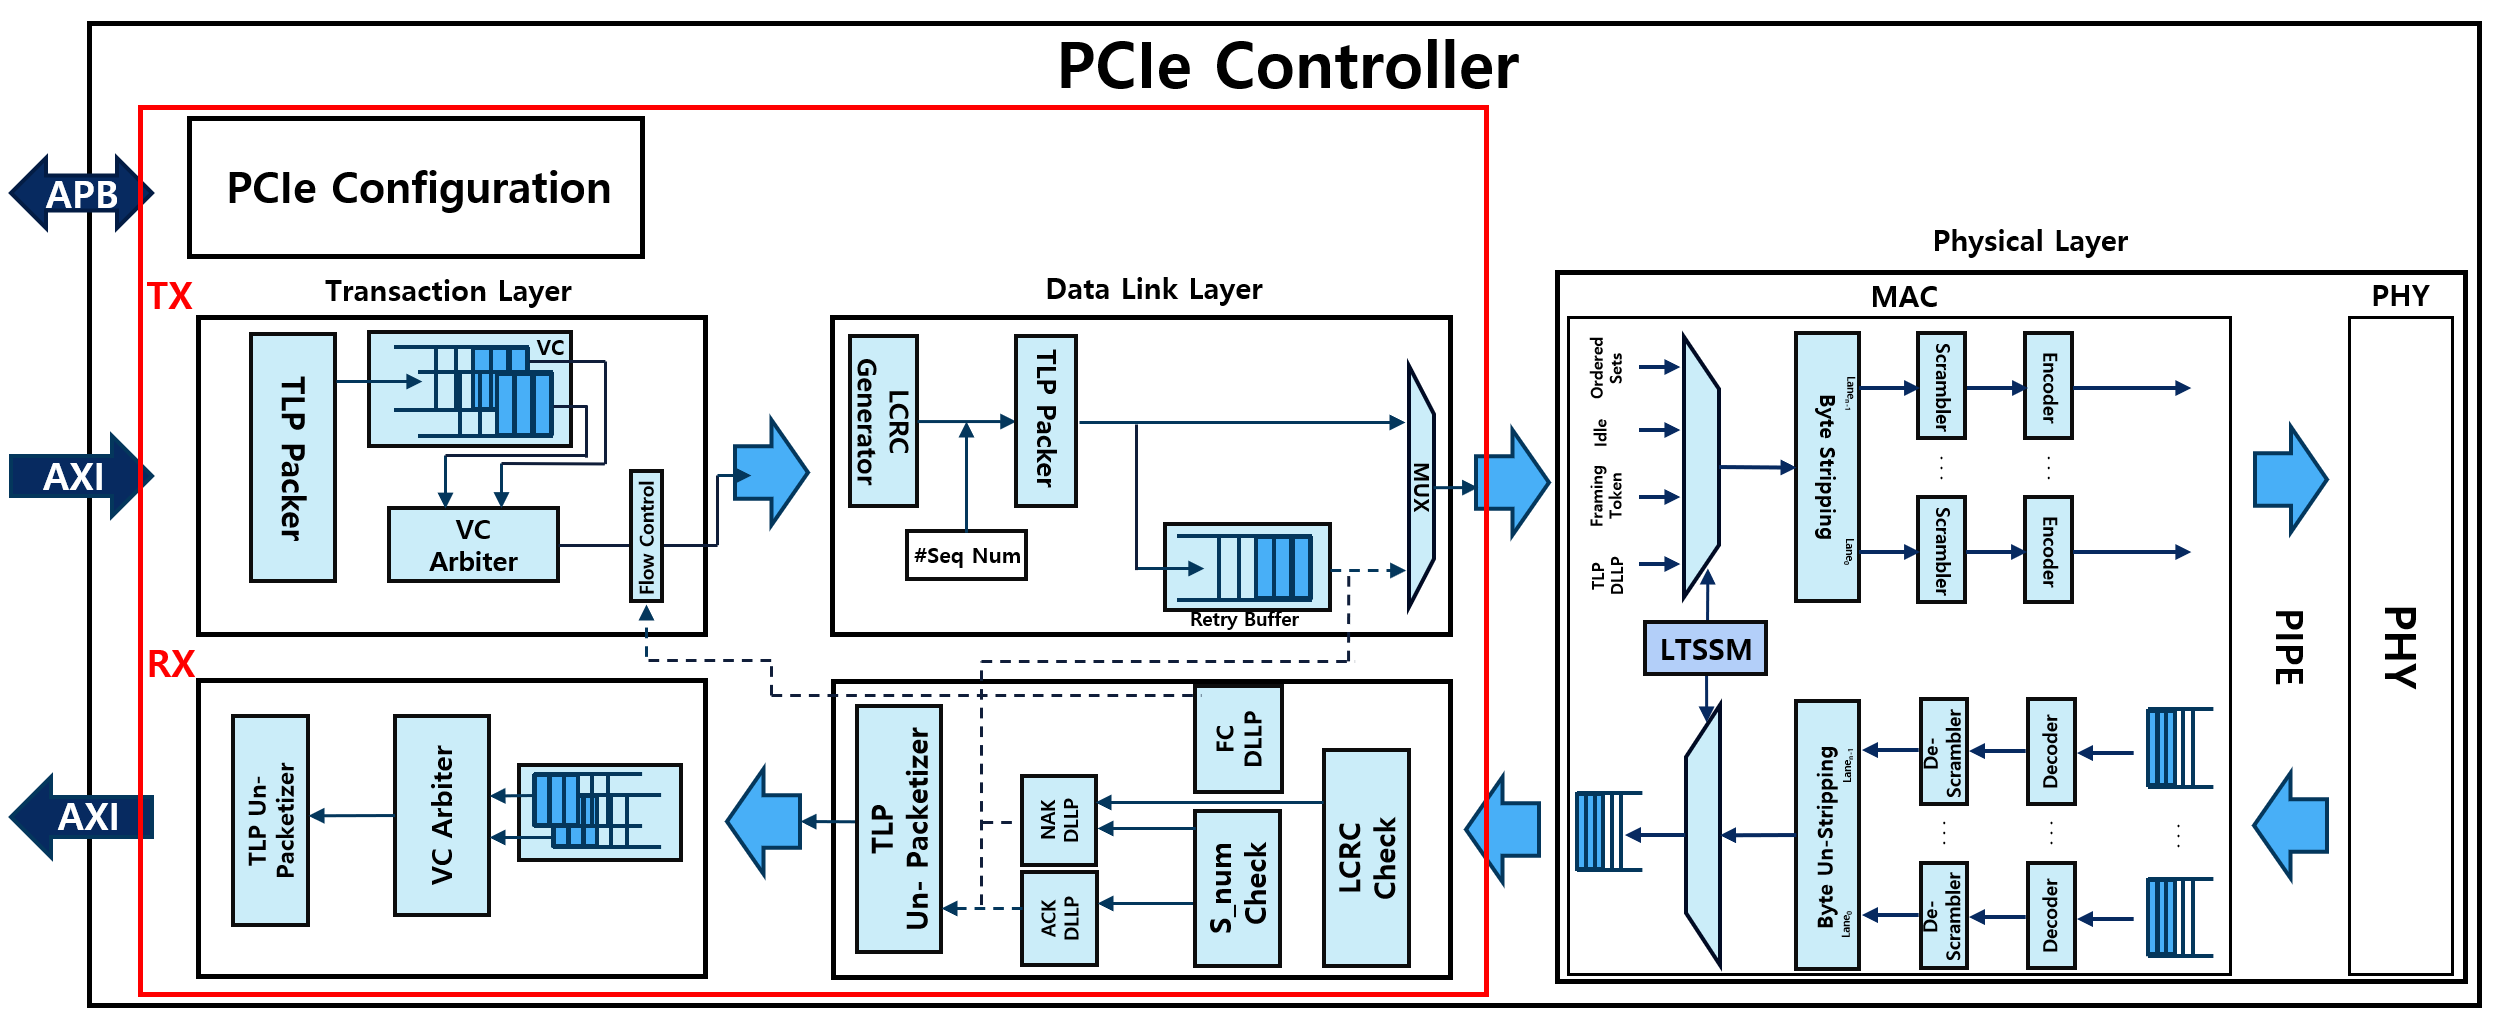 PCIe Controller
APB
PCIe Configuration
AXI
TX
Transaction Layer
TLP Packer
VC
VC
Arbiter
Flow Control
Data Link Layer
LCRC
Generator
#Seq Num
TLP Packer
Retry Buffer
MUX
Physical Layer
MAC
PHY
Ordered
Sets
Idle
Framing
Token
TLP
DLLP
Byte Stripping
Lanen-1
Lane0
Scrambler
. . .
Scrambler
Encoder
. . .
Encoder
LTSSM
PIPE
PHY
RX
AXI
TLP Un-
Packetizer
VC Arbiter
TLP
Un- Packetizer
NAK
DLLP
ACK
DLLP
FC
DLLP
S_num
Check
LCRC
Check
Byte Un-Stripping
Lanen-1
Lane0
De-
Scrambler
. . . .
De-
Scrambler
Decoder
. . . .
Decoder
. . .